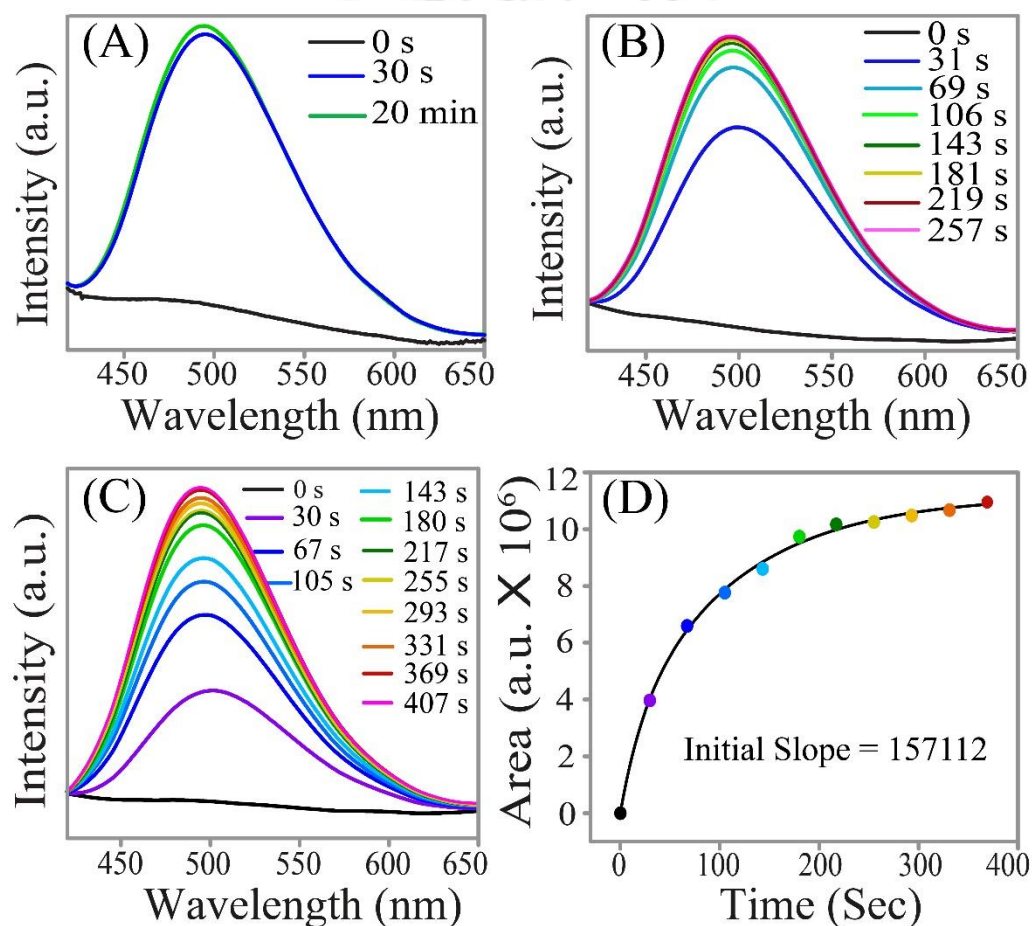 (A)
0 s
30 s
20 min
Intensity (a.u.)
450 500 550 600 650
Wavelength (nm)
(B)
0 s
31 s
69 s
106 s
143 s
181 s
219 s
257 s
Intensity (a.u.)
450 500 550 600 650
Wavelength (nm)
(C)
0 s
30 s
67 s
105 s
143 s
180 s
217 s
255 s
293 s
331 s
369 s
407 s
Intensity (a.u.)
450 500 550 600 650
Wavelength (nm)
(D)
12
10
8
6
4
2
0
Area (a.u. X 10⁶)
Initial Slope = 157112
0 100 200 300 400
Time (Sec)